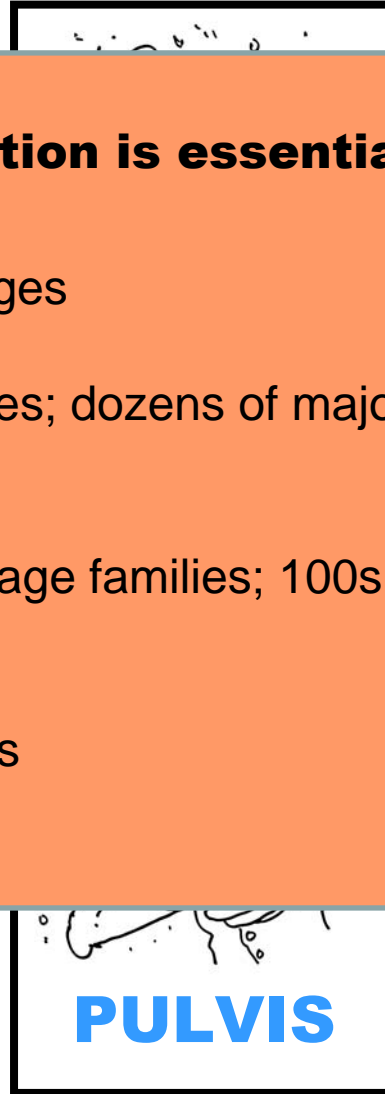 tion is essentia
ges
es; dozens of majo
age families; 100s
s
PULVIS